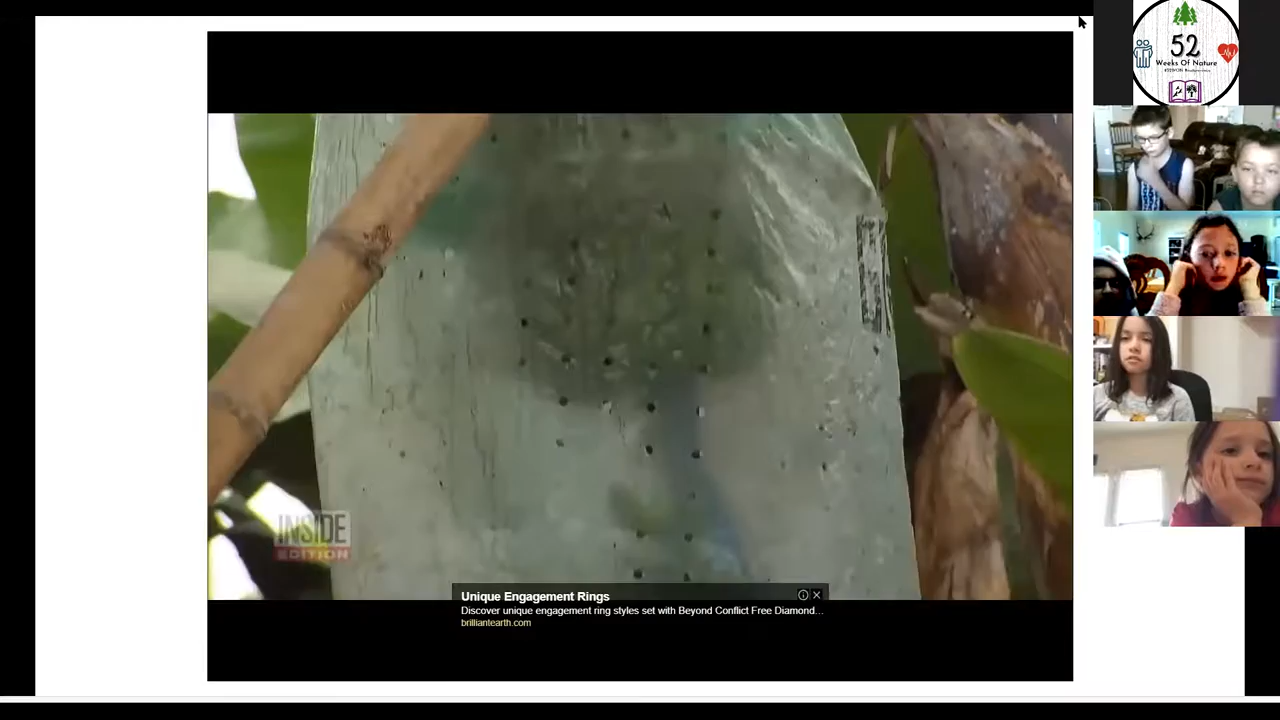 52
Weeks Of Nature
INSIDE
EDITION
Unique Engagement Rings
Discover unique engagement ring styles set with Beyond Conflict Free Diamond...
brilliantearth.com